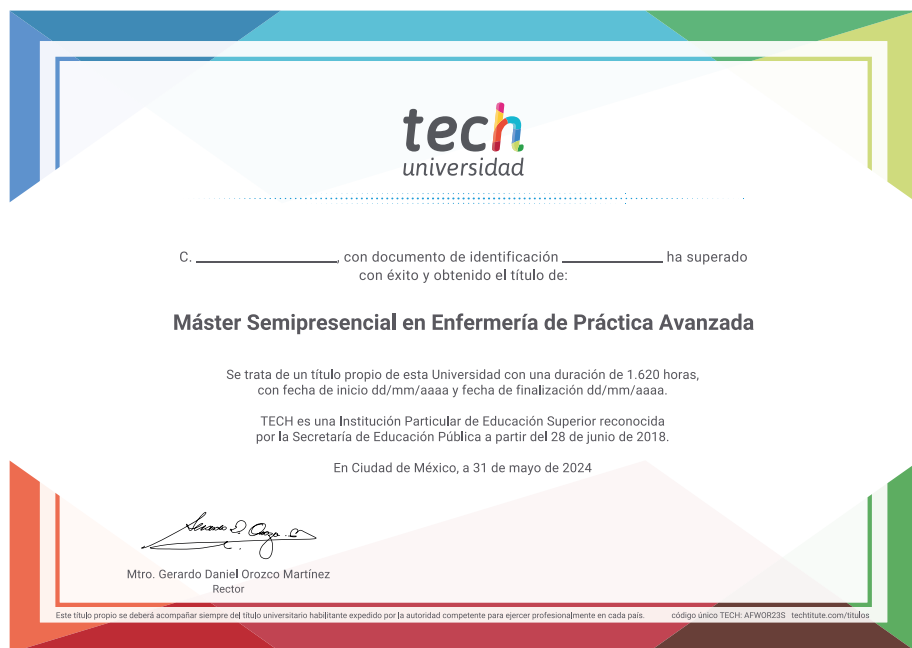 tech
universidad
C. ____________________, con documento de identificación ______________ ha superado
con éxito y obtenido el título de:
Máster Semipresencial en Enfermería de Práctica Avanzada
Se trata de un título propio de esta Universidad con una duración de 1.620 horas,
con fecha de inicio dd/mm/aaaa y fecha de finalización dd/mm/aaaa.
TECH es una Institución Particular de Educación Superior reconocida
por la Secretaría de Educación Pública a partir del 28 de junio de 2018.
En Ciudad de México, a 31 de mayo de 2024
Mtro. Gerardo Daniel Orozco Martínez
Rector
Este título propio se deberá acompañar siempre del título universitario habilitante expedido por la autoridad competente para ejercer profesionalmente en cada país. código único TECH: AFWOR23S techtitute.com/titulos